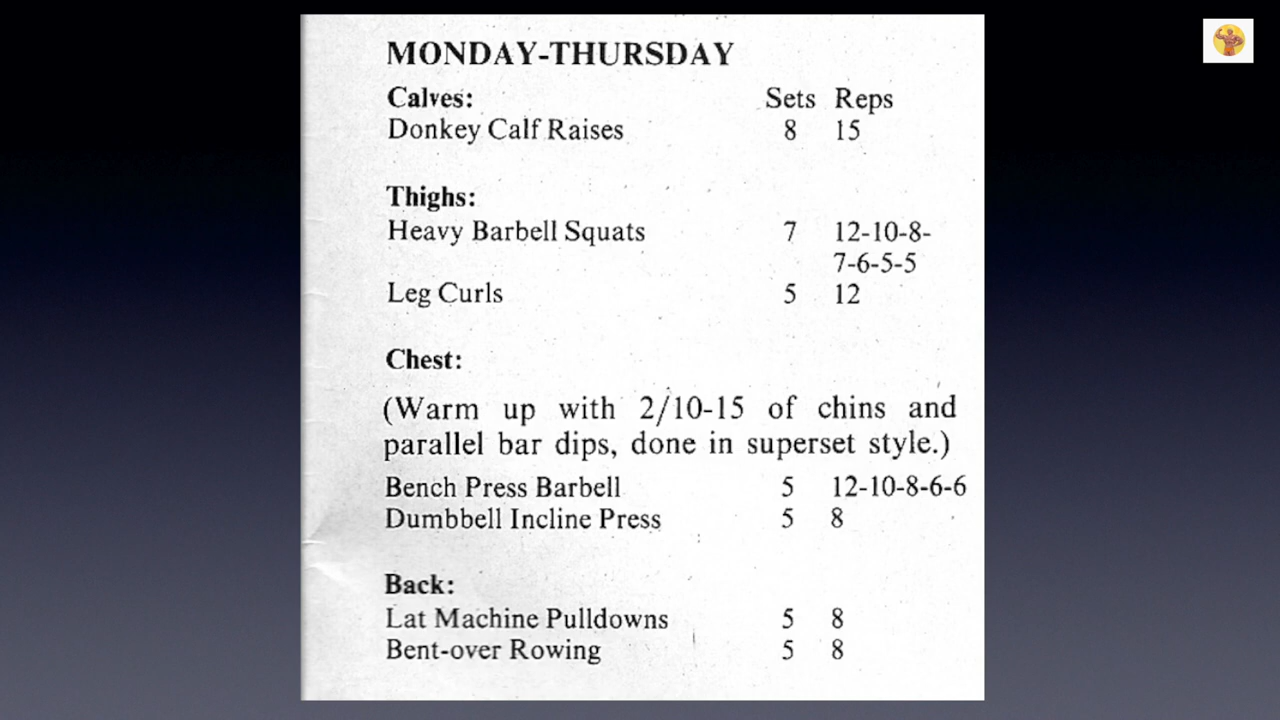 MONDAY-THURSDAY
Calves: Sets Reps
Donkey Calf Raises 8 15
Thighs:
Heavy Barbell Squats 7 12-10-8-
7-6-5-5
Leg Curls 5 12
Chest:
(Warm up with 2/10-15 of chins and
parallel bar dips, done in superset style.)
Bench Press Barbell 5 12-10-8-6-6
Dumbbell Incline Press 5 8
Back:
Lat Machine Pulldowns 5 8
Bent-over Rowing 5 8